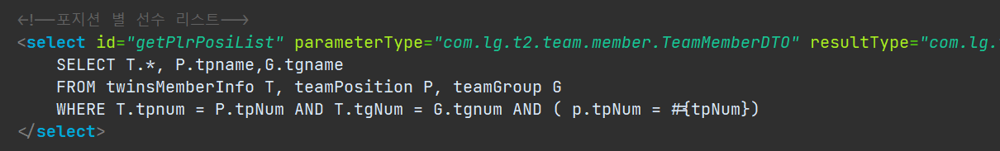 <!--포지션 별 선수 리스트-->
<select id="getPlrPosiList" parameterType="com.lg.t2.team.member.TeamMemberDTO" resultType="com.lg.
SELECT T.*, P.tpname,G.tgname
FROM twinsMemberInfo T, teamPosition P, teamGroup G
WHERE T.tpnum = P.tpNum AND T.tgNum = G.tgnum AND ( p.tpNum = #{tpNum})
</select>